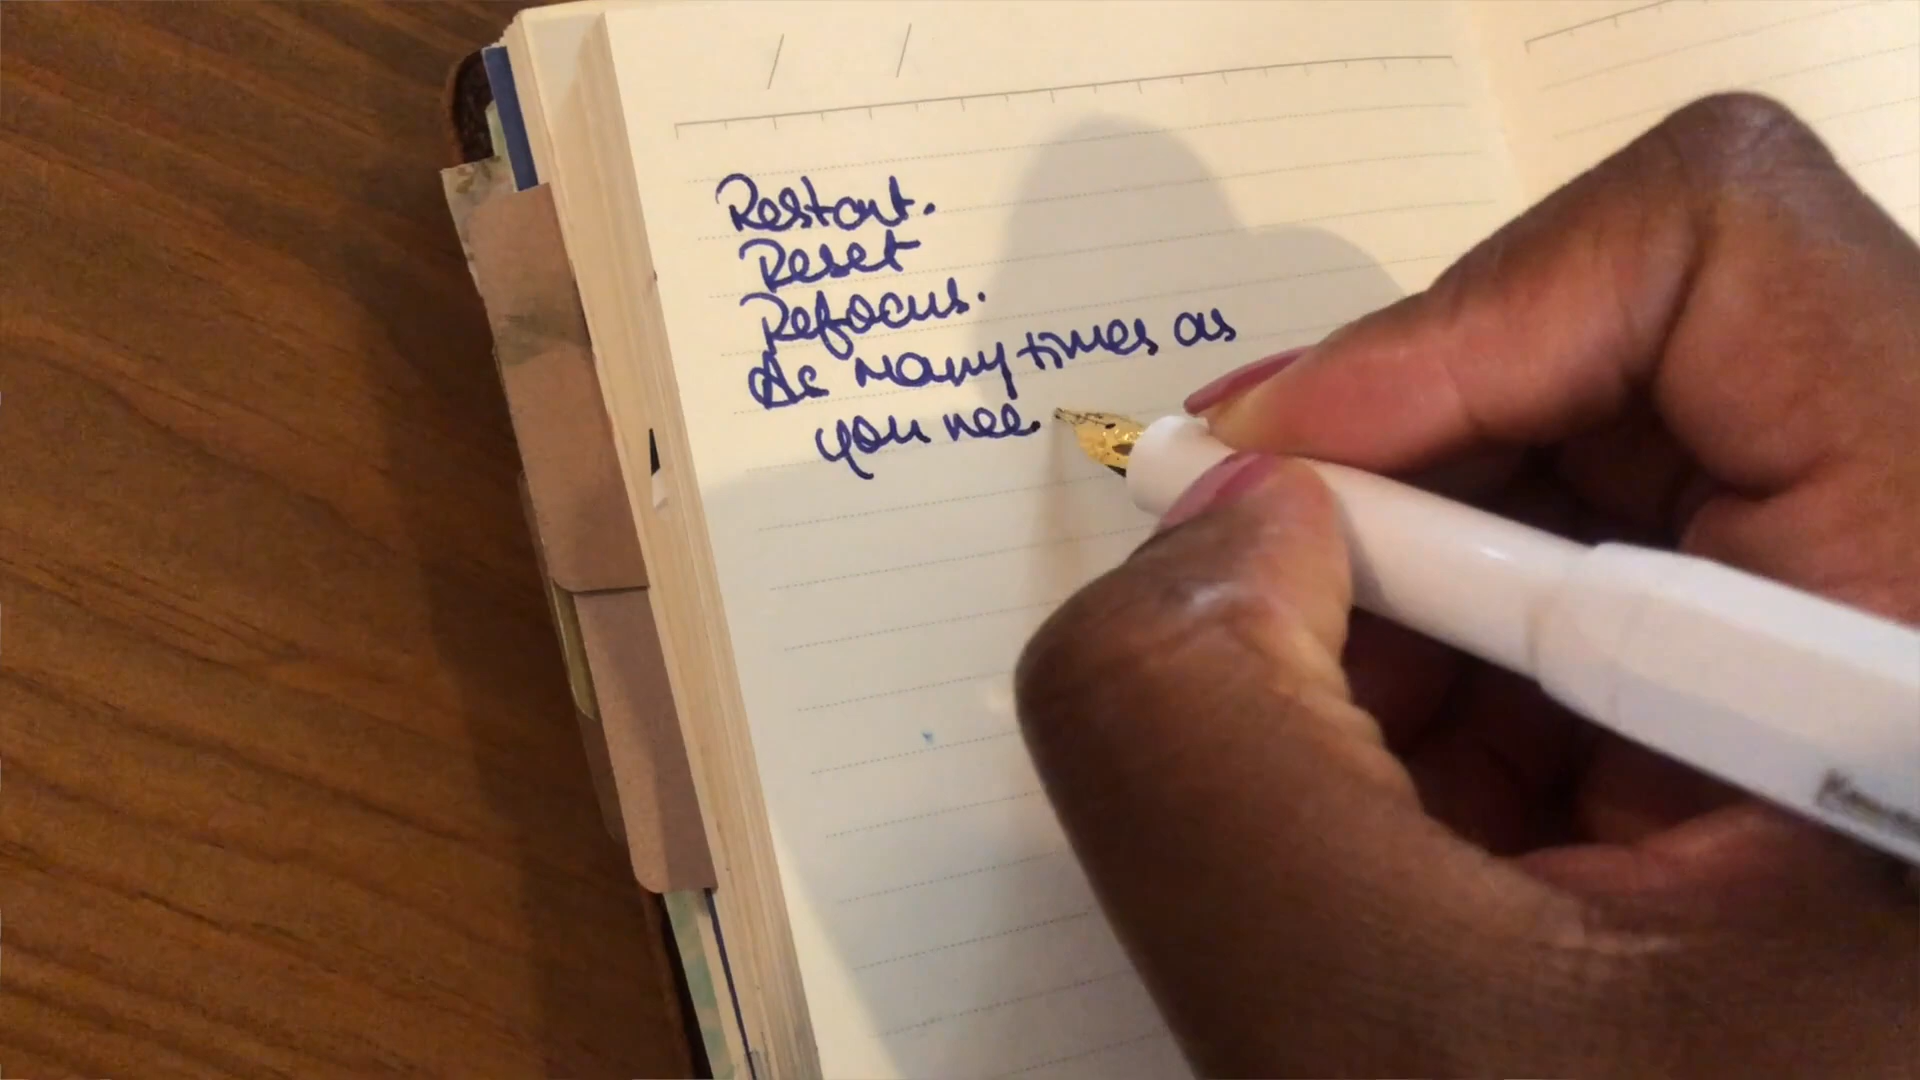 Restart.
Reset
Refocus.
As many times as
you nee